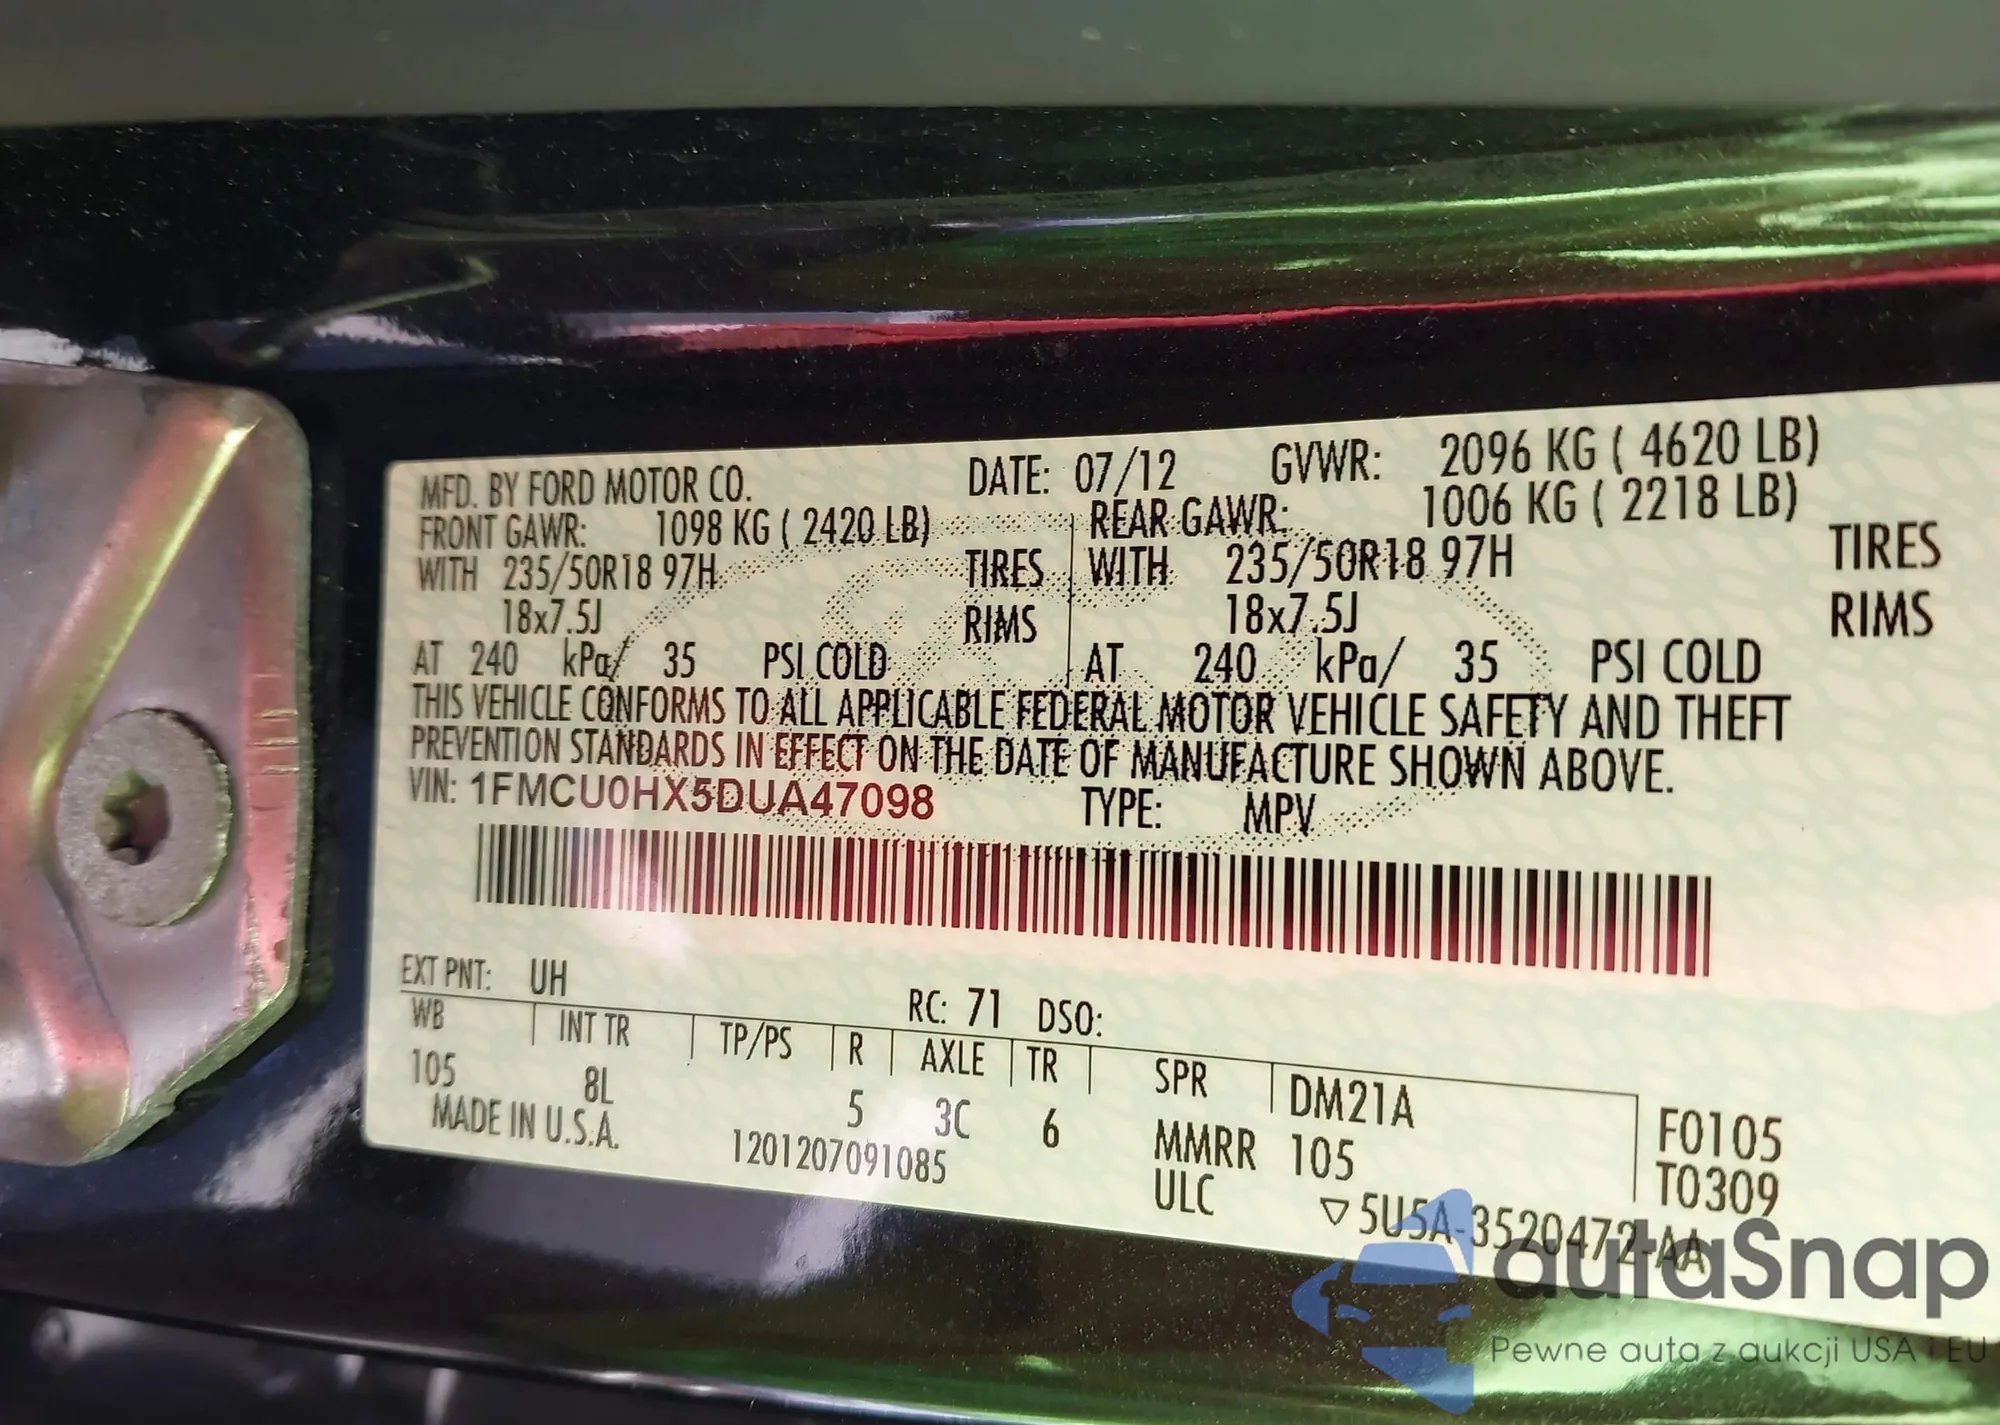 MFD. BY FORD MOTOR CO. DATE: 07/12 GVWR: 2096 KG ( 4620 LB)
FRONT GAWR: 1098 KG ( 2420 LB) REAR GAWR: 1006 KG ( 2218 LB)
WITH 235/50R18 97H TIRES WITH 235/50R18 97H TIRES
18x7.5J RIMS 18x7.5J RIMS
AT 240 kPa/ 35 PSI COLD AT 240 kPa/ 35 PSI COLD
THIS VEHICLE CONFORMS TO ALL APPLICABLE FEDERAL MOTOR VEHICLE SAFETY AND THEFT
PREVENTION STANDARDS IN EFFECT ON THE DATE OF MANUFACTURE SHOWN ABOVE.
VIN: 1FMCU0HX5DUA47098 TYPE: MPV
EXT PNT: UH RC: 71 DSO:
WB INT TR TP/PS R AXLE TR SPR DM21A F0105
105 8L 5 3C 6 MMRR 105 T0309
MADE IN U.S.A. 1201207091085 ULC ▽5U5A-3520472-AA
autaSnap
Pewne auta z aukcji USA i EU